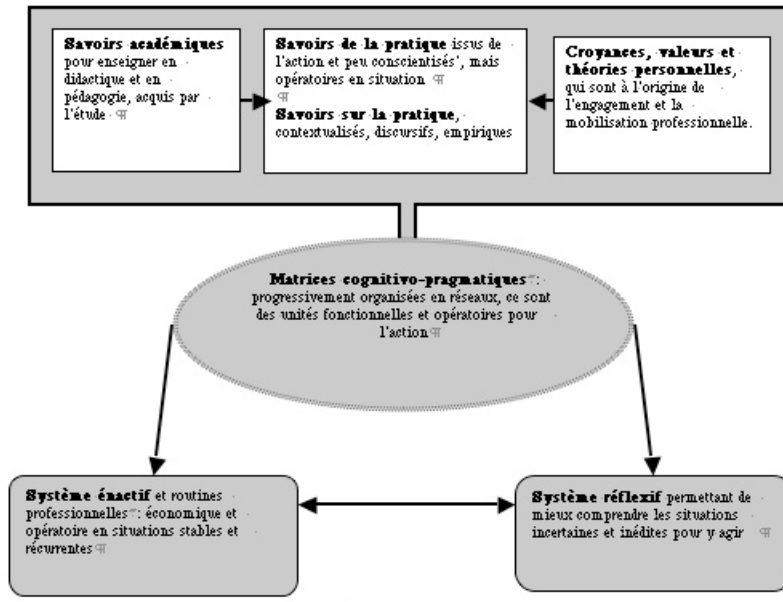 Savoirs académiques
pour enseigner en
didactique et en
pédagogie, acquis par
l'étude ¶
Savoirs de la pratique issus de
l'action et peu conscientisés', mais
opératoires en situation ¶
¶
Savoirs sur la pratique,
contextualisés, discursifs, empiriques
Croyances, valeurs et
théories personnelles,
qui sont à l'origine de
l'engagement et la
mobilisation professionnelle.
Matrices cognitivo-pragmatiques :
progressivement organisées en réseaux, ce sont
des unités fonctionnelles et opératoires pour
l'action ¶
Système énactif et routines
professionnelles : économique et
opératoire en situations stables et
récurrentes ¶
Système réflexif permettant de
mieux comprendre les situations
incertaines et inédites pour y agir ¶